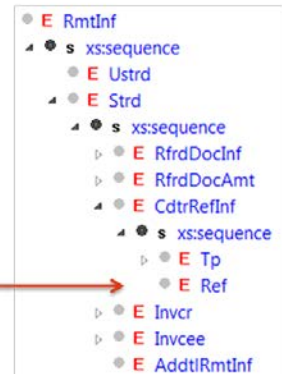 E RmtInf
s xs:sequence
E Ustrd
E Strd
s xs:sequence
E RfrdDocInf
E RfrdDocAmt
E CdtrRefInf
s xs:sequence
E Tp
E Ref
E Invcr
E Invcee
E AddtlRmtInf